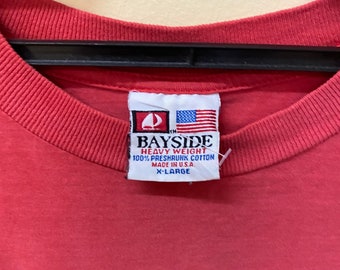 BAYSIDE
HEAVY WEIGHT
100% PRESHRUNK COTTON
MADE IN U.S.A.
X-LARGE